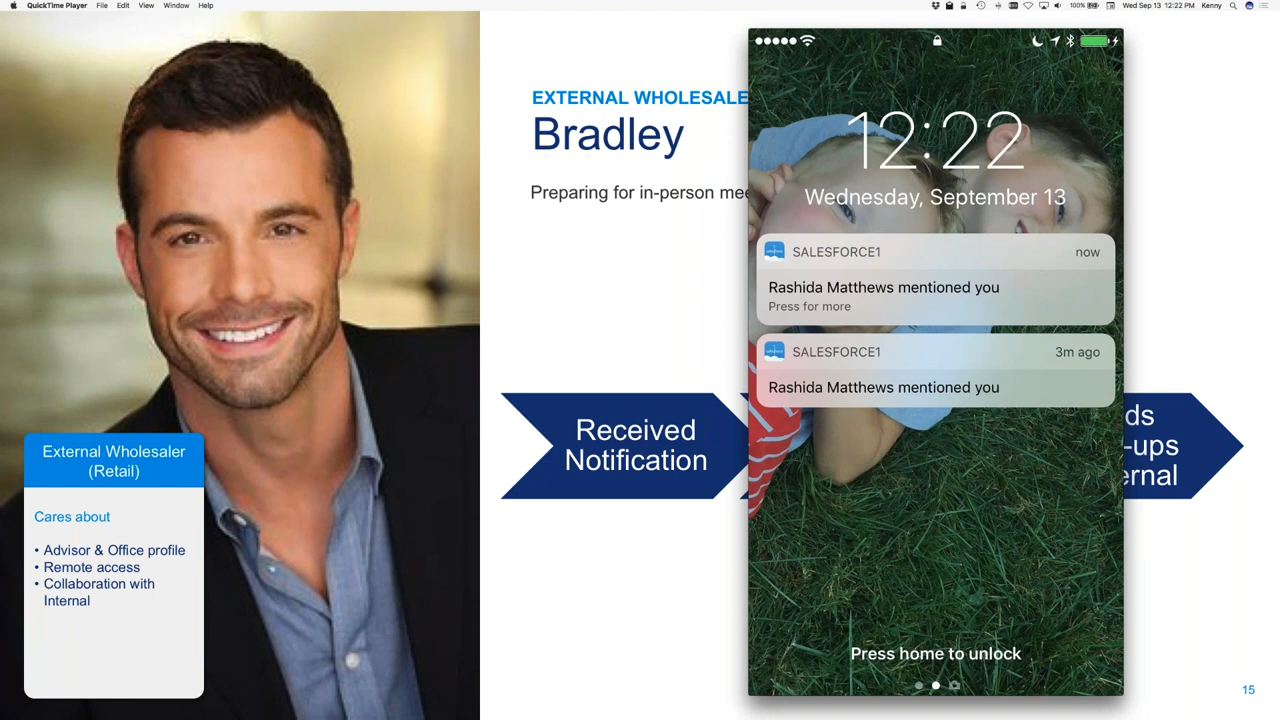 QuickTime Player File Edit View Window Help
100% Wed Sep 13 12:22 PM Kenny
EXTERNAL WHOLESALE
Bradley
Preparing for in-person mee
External Wholesaler
(Retail)
Cares about
• Advisor & Office profile
• Remote access
• Collaboration with
Internal
Received
Notification
12:22
Wednesday, September 13
SALESFORCE1 now
Rashida Matthews mentioned you
Press for more
SALESFORCE1 3m ago
Rashida Matthews mentioned you
Press home to unlock
ds
-ups
ernal
15